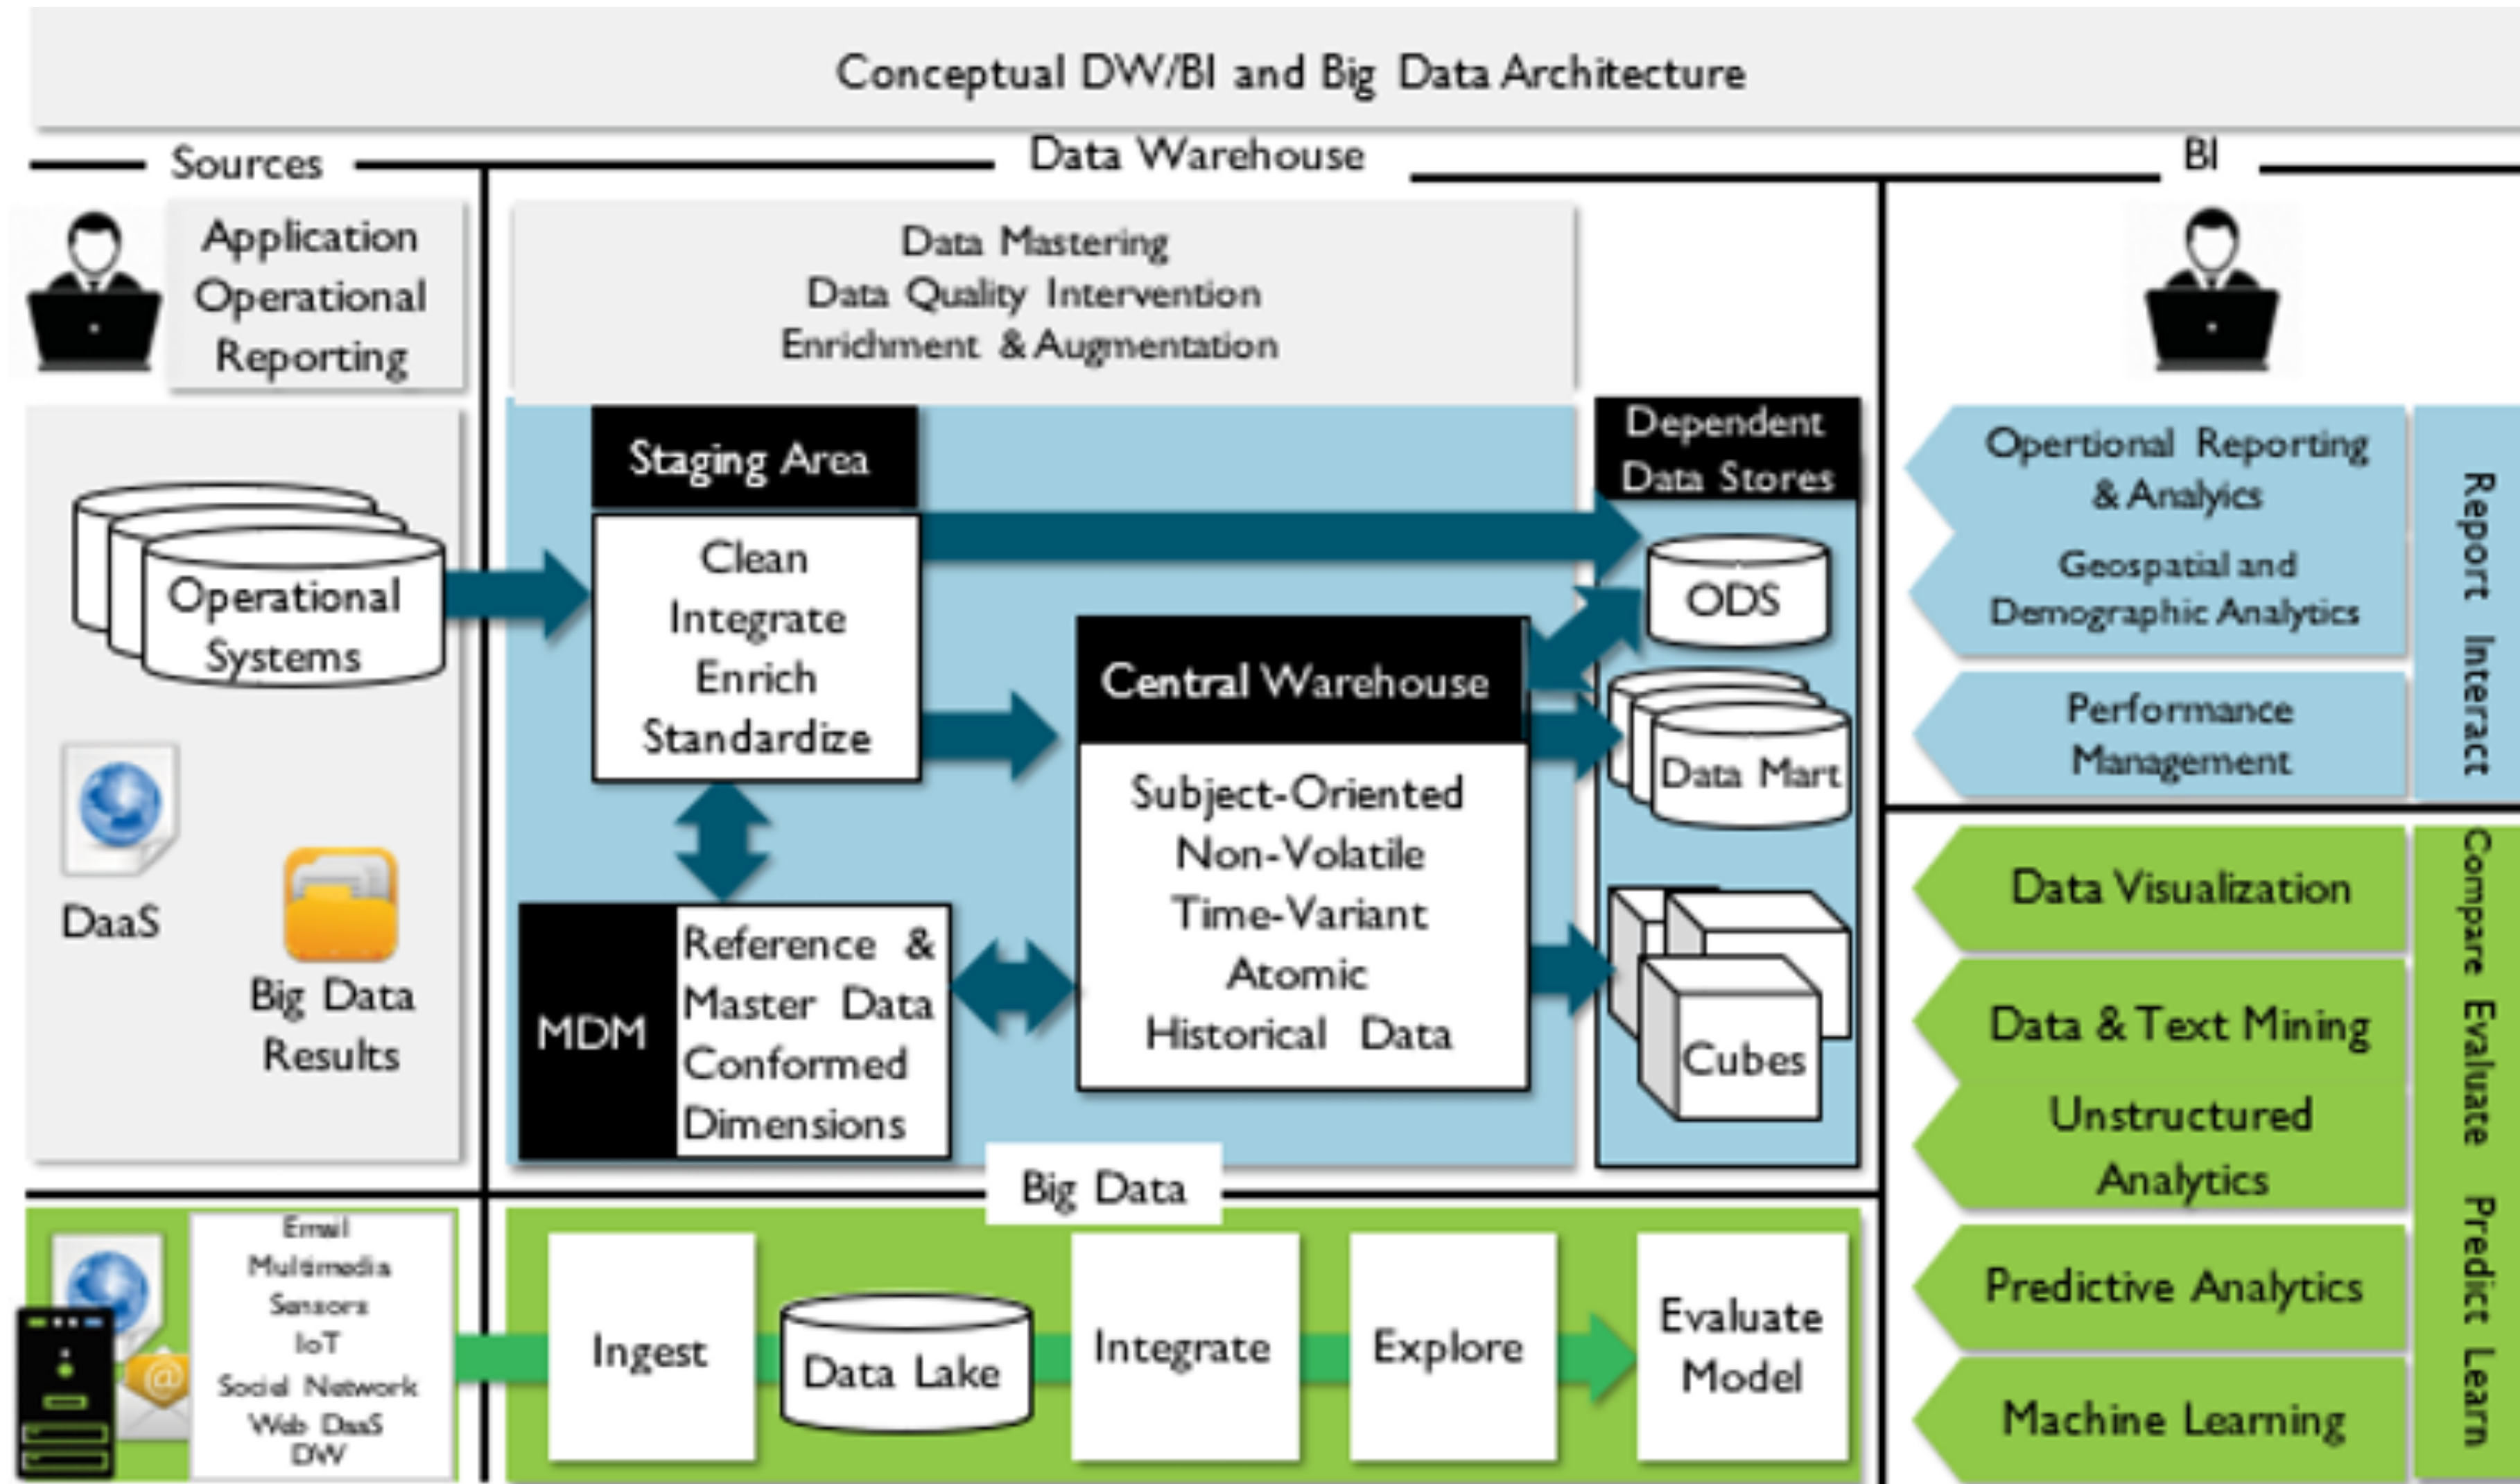 Conceptual DW/BI and Big Data Architecture
Sources
Data Warehouse
BI
Application
Operational
Reporting
Data Mastering
Data Quality Intervention
Enrichment & Augmentation
Operational
Systems
DaaS
Big Data
Results
Staging Area
Clean
Integrate
Enrich
Standardize
MDM
Reference &
Master Data
Conformed
Dimensions
Central Warehouse
Subject-Oriented
Non-Volatile
Time-Variant
Atomic
Historical Data
Dependent
Data Stores
ODS
Data Mart
Cubes
Opertional Reporting
& Analyics
Geospatial and
Demographic Analytics
Performance
Management
Report Interact
Data Visualization
Data & Text Mining
Unstructured
Analytics
Predictive Analytics
Machine Learning
Compare Evaluate Predict Learn
Big Data
Email
Multimedia
Sensors
IoT
Social Network
Web DaaS
DW
@
Ingest
Data Lake
Integrate
Explore
Evaluate
Model